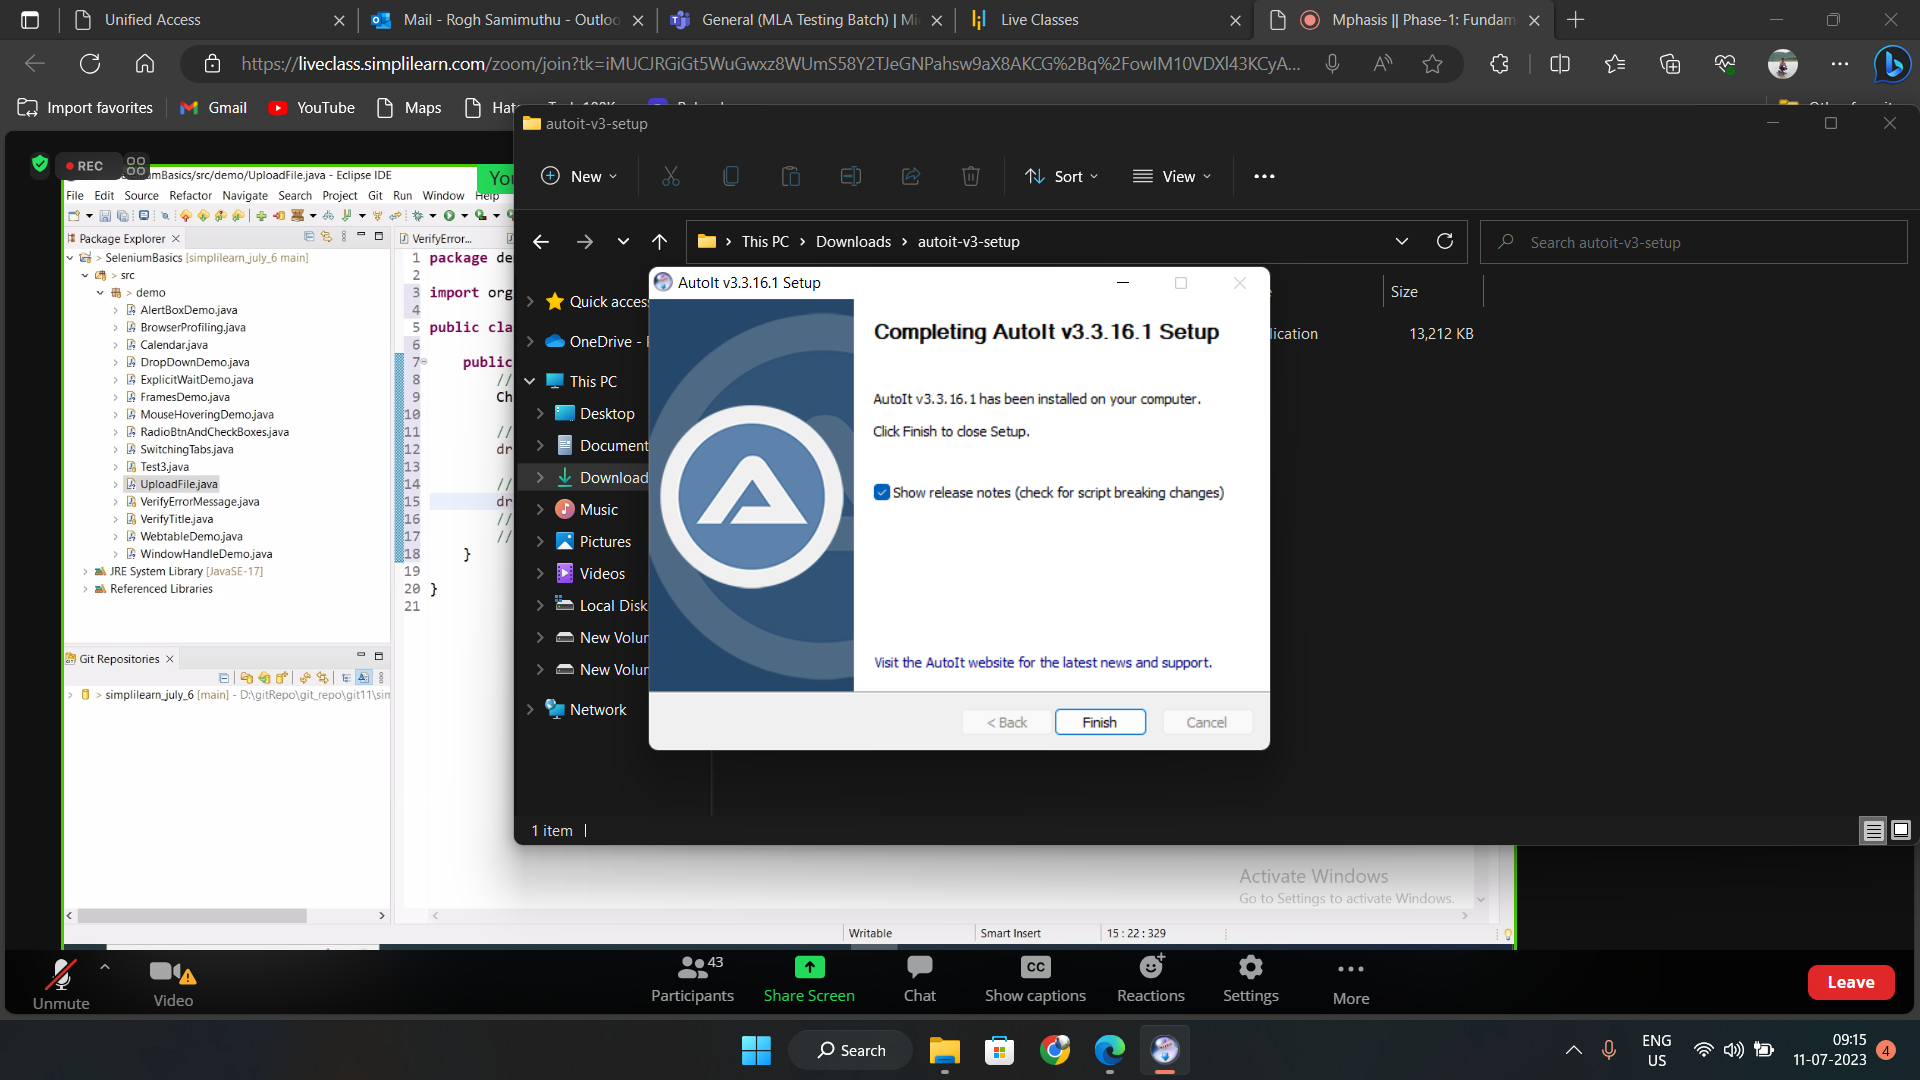 Unified Access
Mail - Rogh Samimuthu - Outloo
General (MLA Testing Batch) | Mi
Live Classes
Mphasis || Phase-1: Fundam
https://liveclass.simplilearn.com/zoom/join?tk=iMUCJRGiGt5WuGwxz8WUmS58Y2TJeGNPahsw9aX8AKCG%2Bq%2FowIM10VDXl43KCyA...
Import favorites
Gmail
YouTube
Maps
autoit-v3-setup
New
Sort
View
REC
niumBasics/src/demo/UploadFile.java - Eclipse IDE
You
File Edit Source Refactor Navigate Search Project Git Run Window Help
Package Explorer
VerifyError...
This PC > Downloads > autoit-v3-setup
Search autoit-v3-setup
SeleniumBasics [simplilearn_july_6 main]
src
demo
AlertBoxDemo.java
BrowserProfiling.java
Calendar.java
DropDownDemo.java
ExplicitWaitDemo.java
FramesDemo.java
MouseHoveringDemo.java
RadioBtnAndCheckBoxes.java
SwitchingTabs.java
Test3.java
UploadFile.java
VerifyErrorMessage.java
VerifyTitle.java
WebtableDemo.java
WindowHandleDemo.java
JRE System Library [JavaSE-17]
Referenced Libraries
Git Repositories
> simplilearn_july_6 [main] - D:\gitRepo\git_repo\git11\sim
1 package de
2
3 import org
4
5 public cla
6
7 public
8 //
9 Ch
10
11 //
12 dr
13
14 //
15 dr
16 //
17 //
18 }
19
20 }
21
Quick access
OneDrive -
This PC
Desktop
Document
Download
Music
Pictures
Videos
Local Disk
New Volur
New Volur
Network
Size
lication
13,212 KB
AutoIt v3.3.16.1 Setup
Completing AutoIt v3.3.16.1 Setup
AutoIt v3.3.16.1 has been installed on your computer.
Click Finish to close Setup.
Show release notes (check for script breaking changes)
Visit the AutoIt website for the latest news and support.
< Back
Finish
Cancel
1 item
Activate Windows
Go to Settings to activate Windows.
Writable
Smart Insert
15 : 22 : 329
Unmute
Video
43
Participants
Share Screen
Chat
CC
Show captions
Reactions
Settings
More
Leave
Search
ENG
US
09:15
11-07-2023
4